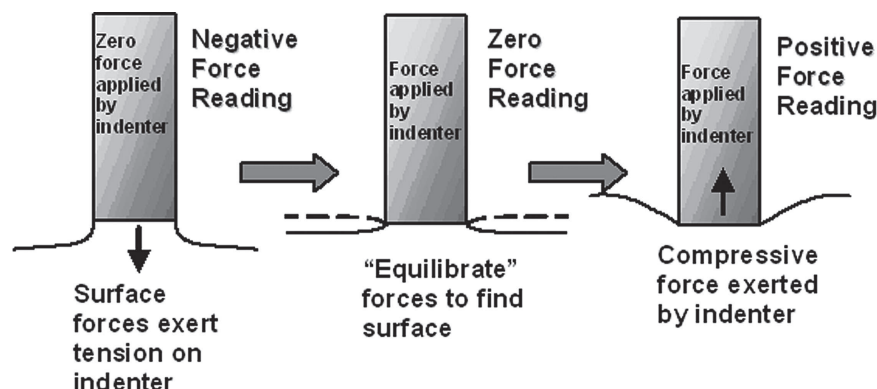 Zero
force
applied
by
indenter
Negative
Force
Reading
Surface
forces exert
tension on
indenter
Force
applied
by
indenter
Zero
Force
Reading
“Equilibrate”
forces to find
surface
Force
applied
by
indenter
Positive
Force
Reading
Compressive
force exerted
by indenter